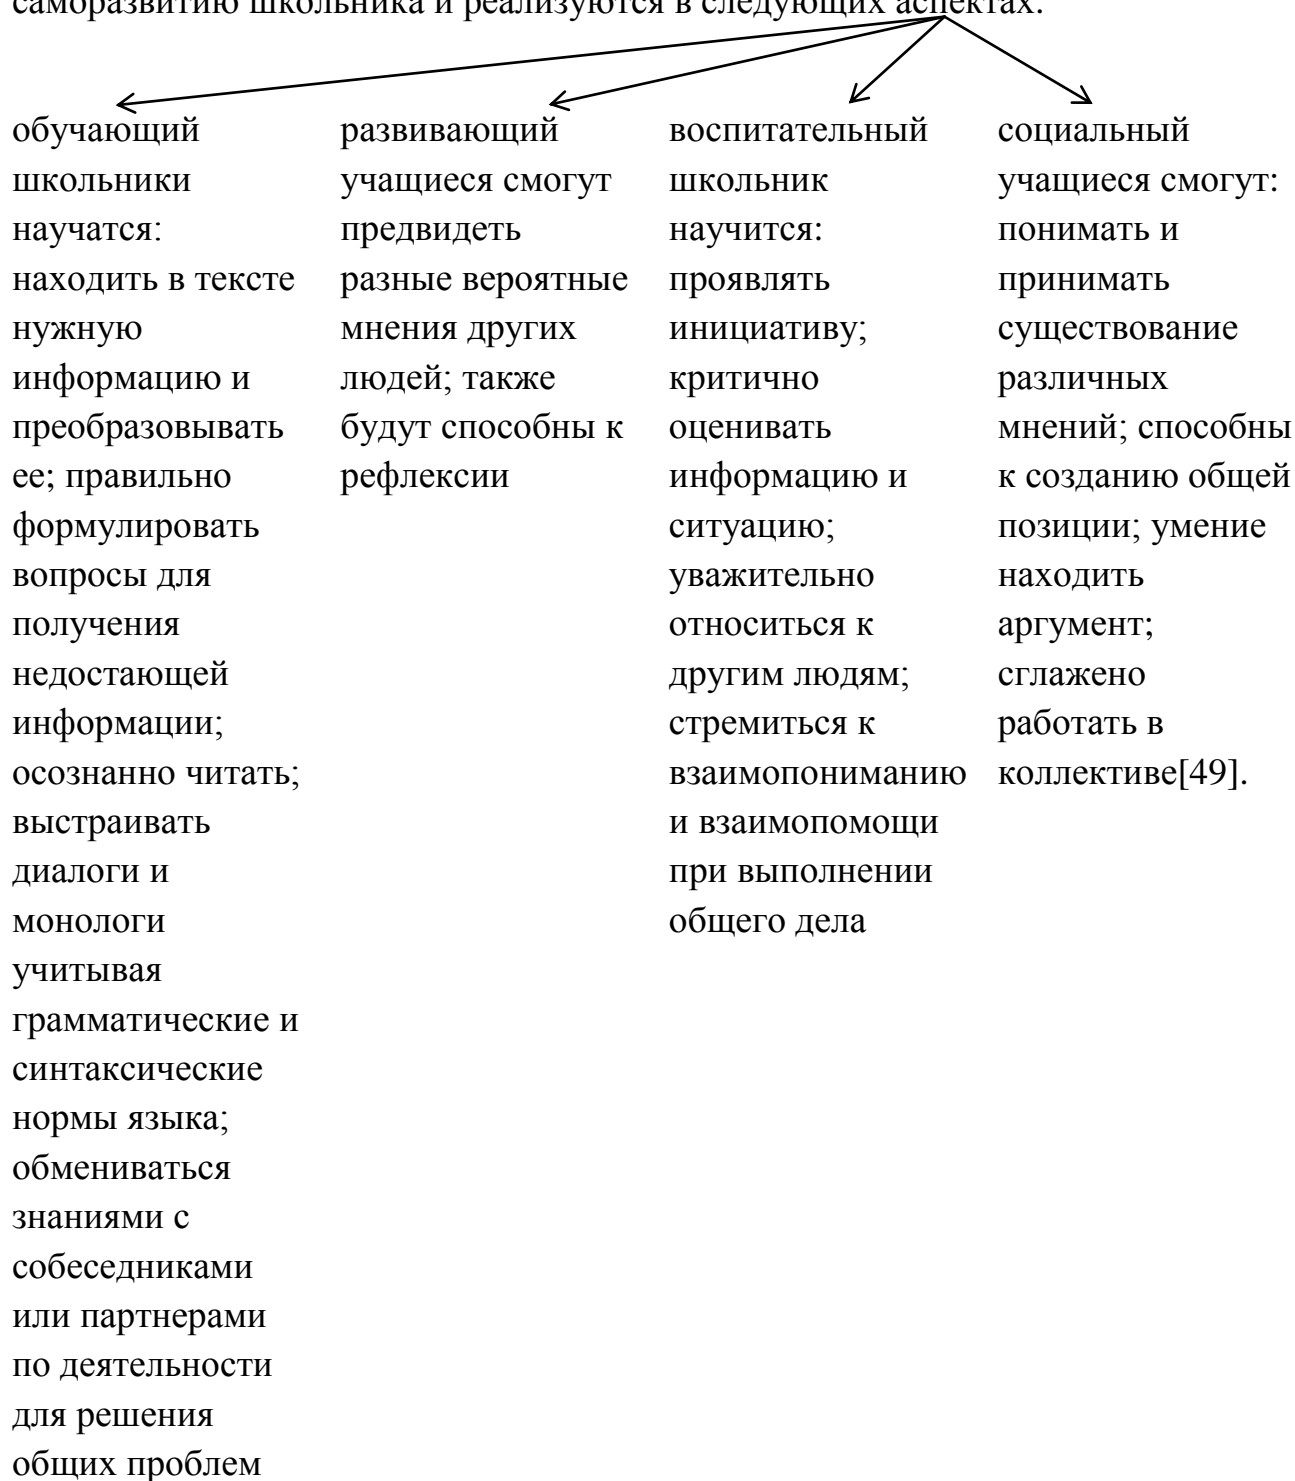 саморазвитию школьника и реализуются в следующих аспектах:
обучающий
школьники
научатся:
находить в тексте
нужную
информацию и
преобразовывать
ее; правильно
формулировать
вопросы для
получения
недостающей
информации;
осознанно читать;
выстраивать
диалоги и
монологи
учитывая
грамматические и
синтаксические
нормы языка;
обмениваться
знаниями с
собеседниками
или партнерами
по деятельности
для решения
общих проблем
развивающий
учащиеся смогут
предвидеть
разные вероятные
мнения других
людей; также
будут способны к
рефлексии
воспитательный
школьник
научится:
проявлять
инициативу;
критично
оценивать
информацию и
ситуацию;
уважительно
относиться к
другим людям;
стремиться к
взаимопониманию
и взаимопомощи
при выполнении
общего дела
социальный
учащиеся смогут:
понимать и
принимать
существование
различных
мнений; способны
к созданию общей
позиции; умение
находить
аргумент;
сглажено
работать в
коллективе[49].